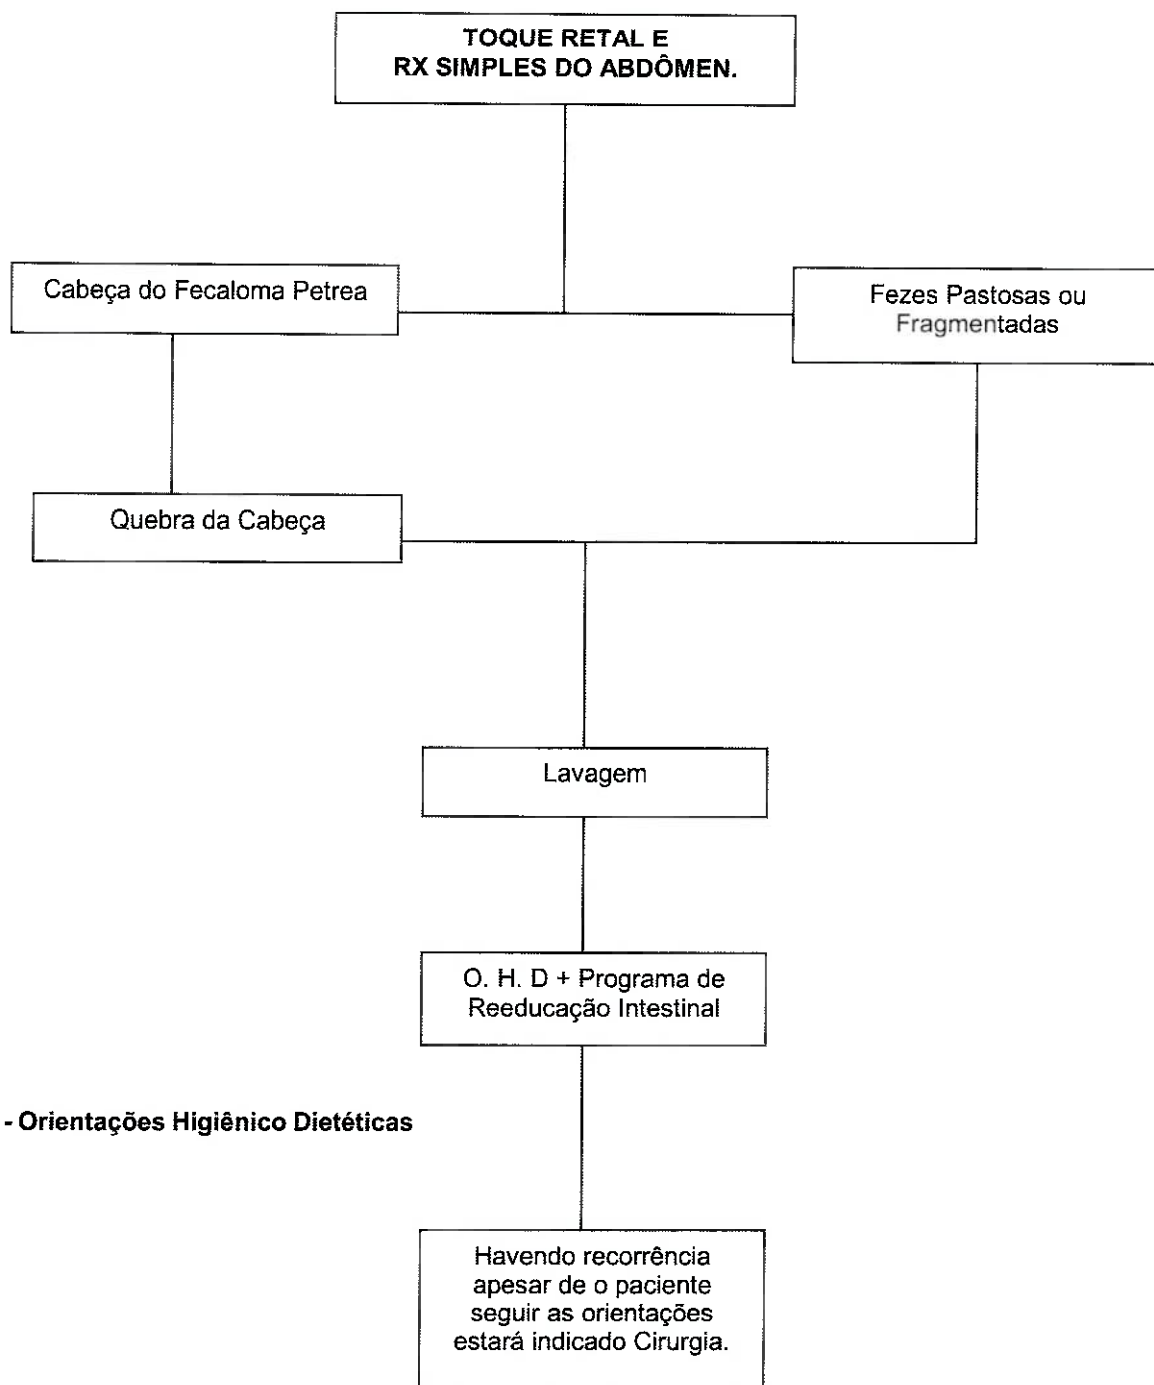 TOQUE RETAL E
RX SIMPLES DO ABDÔMEN.
Cabeça do Fecaloma Petrea
Fezes Pastosas ou
Fragmentadas
Quebra da Cabeça
Lavagem
O. H. D + Programa de
Reeducação Intestinal
- Orientações Higiênico Dietéticas
Havendo recorrência
apesar de o paciente
seguir as orientações
estará indicado Cirurgia.